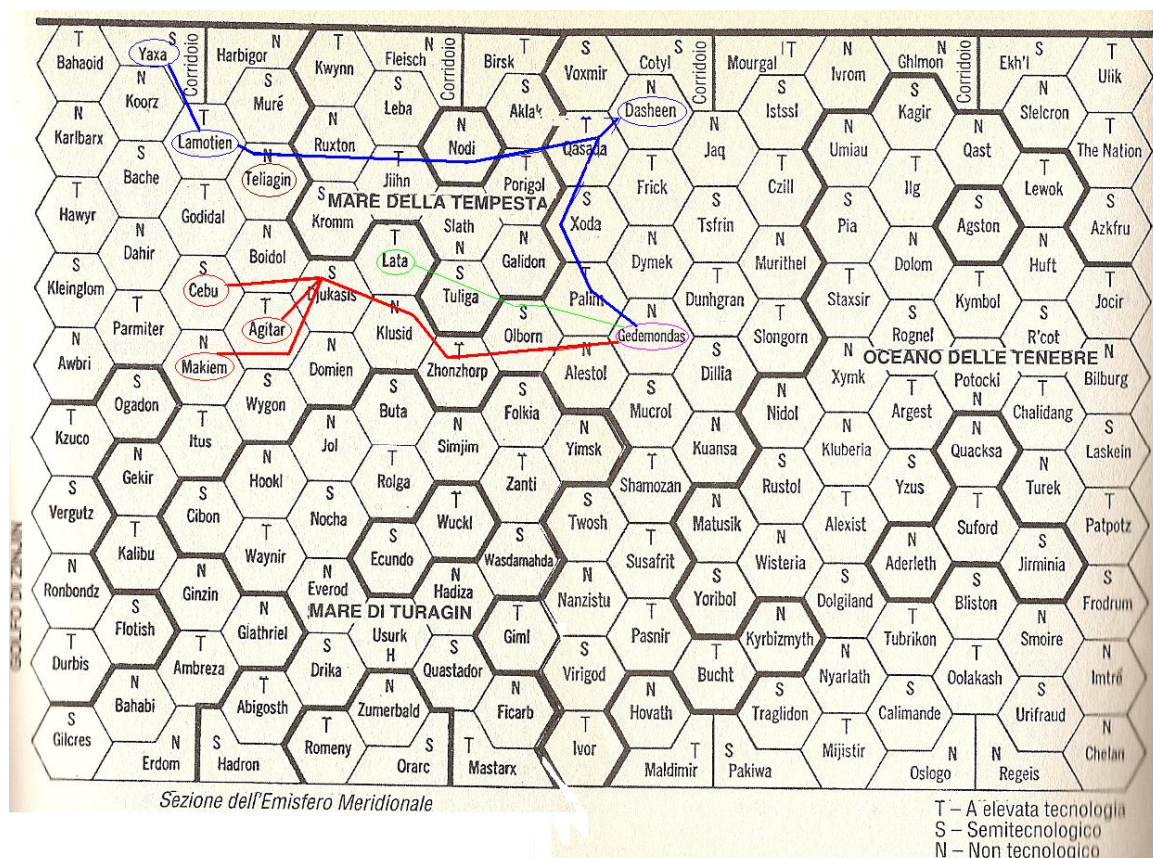 T
Bahaoid
S
Yaxa
Corridoio
N
Harbigor
T
Kwynn
N
Fleisch
Corridoio
T
Birsk
S
Voxmir
S
Cotyl
Corridoio
T
Mourgal
N
Ivrom
N
Ghlmon
Corridoio
S
Ekh'l
T
Ulik
N
Koorz
S
Muré
S
Leba
S
Aklak
N
Dasheen
S
Istssl
S
Kagir
N
Slelcron
N
Karlbarx
T
Lamotien
N
Ruxton
N
Nodi
T
Qasada
N
Jaq
N
Umiau
N
Qast
T
The Nation
S
Bache
N
Teliagin
T
Jiihn
T
Porigol
T
Frick
T
Czill
T
Ilg
T
Lewok
MARE DELLA TEMPESTA
T
Hawyr
T
Godidal
S
Kromm
Slath
S
Xoda
S
Tsfrin
S
Pia
S
Agston
S
Azkfru
N
Dahir
N
Boidol
T
Lata
N
Galidon
N
Dymek
N
Murithel
N
Dolom
N
Huft
S
Kleinglom
S
Cebu
S
Djukasis
S
Tuliga
T
Palim
T
Dunhgran
T
Staxsir
T
Kymbol
T
Jocir
T
Parmiter
T
Agitar
N
Klusid
S
Olborn
N
Gedemondas
T
Slongorn
S
Rognef
S
R'cot
OCEANO DELLE TENEBRE
N
Awbri
N
Makiem
N
Domien
T
Zhonzhorp
N
Alestol
S
Dillia
N
Xymk
Potocki
N
N
Bilburg
S
Ogadon
S
Wygon
S
Buta
S
Folkia
S
Mucrol
N
Nidol
T
Argest
T
Chalidang
T
Kzuco
T
Itus
N
Jol
N
Simjim
N
Yimsk
N
Kuansa
N
Kluberia
N
Quacksa
S
Laskein
N
Gekir
N
Hookl
T
Rolga
T
Zanti
T
Shamozan
S
Rustol
S
Yzus
N
Turek
S
Vergutz
S
Cibon
S
Nocha
T
Wuckl
S
Twosh
N
Matusik
T
Alexist
T
Suford
T
Patpotz
T
Kalibu
T
Waynir
S
Ecundo
S
Wasdamahda
T
Susafrit
N
Wisteria
N
Aderleth
S
Jirminia
N
Ronbondz
N
Ginzin
N
Everod
N
Hadiza
N
Nanzistu
S
Yoribol
S
Dolgiland
S
Bliston
S
Frodrum
MARE DI TURAGIN
S
Flotish
N
Giathriel
Usurk
N
T
Giml
T
Pasnir
N
Kyrbizmyth
T
Tubrikon
N
Smoire
T
Durbis
T
Ambreza
S
Drika
S
Quastador
S
Virigod
T
Bucht
N
Nyarlath
T
Oolakash
N
Imtré
N
Bahabi
T
Abigosth
N
Zumerbald
N
Ficarb
N
Hovath
S
Traglidon
S
Calimande
S
Urifraud
S
Gilcres
N
Erdom
S
Hadron
T
Romeny
S
Orarc
T
Mastarx
T
Ivor
T
Maldimir
S
Pakiwa
T
Mijistir
N
Oslogo
N
Regeis
N
Chelan
GOLFO DI ZINJIN
Sezione dell'Emisfero Meridionale
T – A elevata tecnologia
S – Semitecnologico
N – Non tecnologico